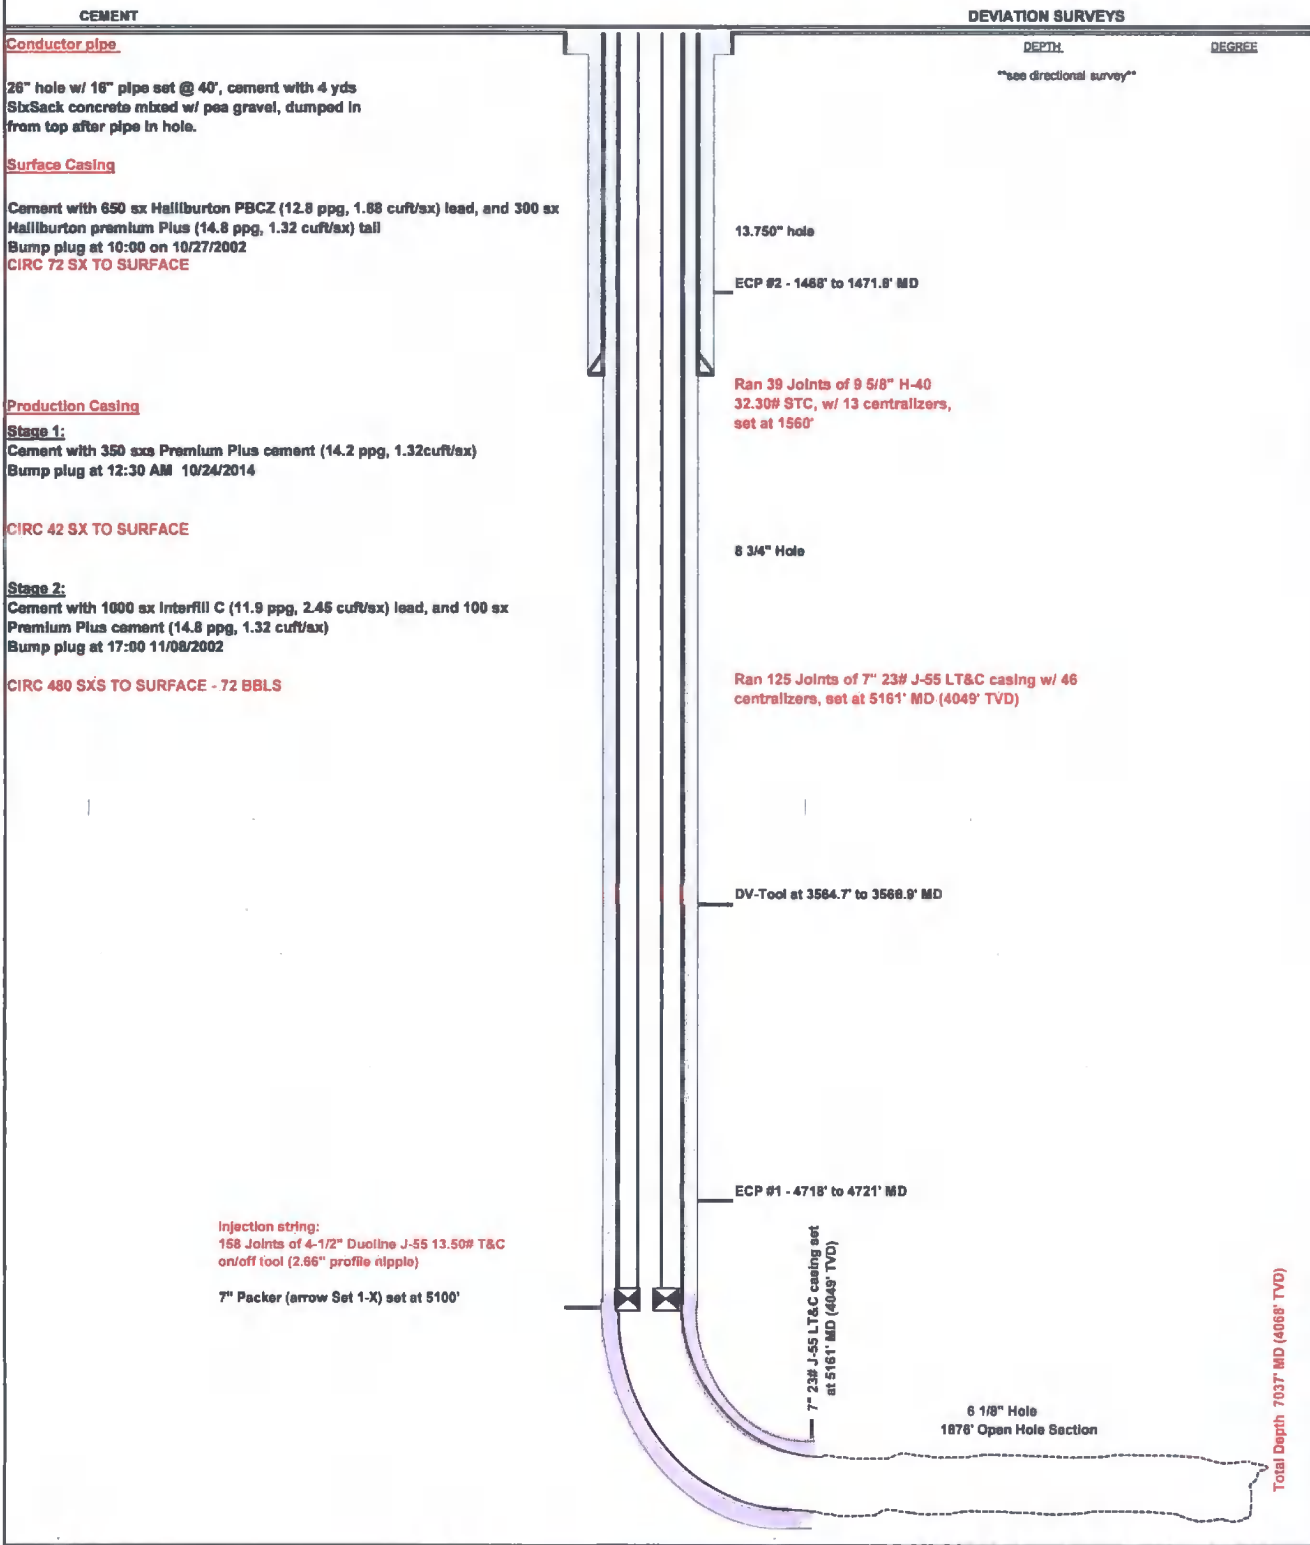 CEMENT
DEVIATION SURVEYS
Conductor pipe
DEPTH
DEGREE
**see directional survey**
26" hole w/ 16" pipe set @ 40', cement with 4 yds
SixSack concrete mixed w/ pea gravel, dumped in
from top after pipe in hole.
Surface Casing
Cement with 650 sx Halliburton PBCZ (12.8 ppg, 1.88 cuft/sx) lead, and 300 sx
Halliburton premium Plus (14.8 ppg, 1.32 cuft/sx) tail
Bump plug at 10:00 on 10/27/2002
CIRC 72 SX TO SURFACE
13.750" hole
ECP #2 - 1468' to 1471.8' MD
Ran 39 Joints of 9 5/8" H-40
32.30# STC, w/ 13 centralizers,
set at 1560'
Production Casing
Stage 1:
Cement with 350 sxs Premium Plus cement (14.2 ppg, 1.32cuft/sx)
Bump plug at 12:30 AM 10/24/2014
CIRC 42 SX TO SURFACE
8 3/4" Hole
Stage 2:
Cement with 1000 sx Interfill C (11.9 ppg, 2.45 cuft/sx) lead, and 100 sx
Premium Plus cement (14.8 ppg, 1.32 cuft/sx)
Bump plug at 17:00 11/08/2002
CIRC 480 SXS TO SURFACE - 72 BBLS
Ran 125 Joints of 7" 23# J-55 LT&C casing w/ 46
centralizers, set at 5161' MD (4049' TVD)
DV-Tool at 3564.7' to 3568.9' MD
ECP #1 - 4718' to 4721' MD
Injection string:
158 Joints of 4-1/2" Duoline J-55 13.50# T&C
on/off tool (2.66" profile nipple)
7" Packer (arrow Set 1-X) set at 5100'
7" 23# J-55 LT&C casing set
at 5161' MD (4049' TVD)
6 1/8" Hole
1876' Open Hole Section
Total Depth 7037' MD (4068' TVD)